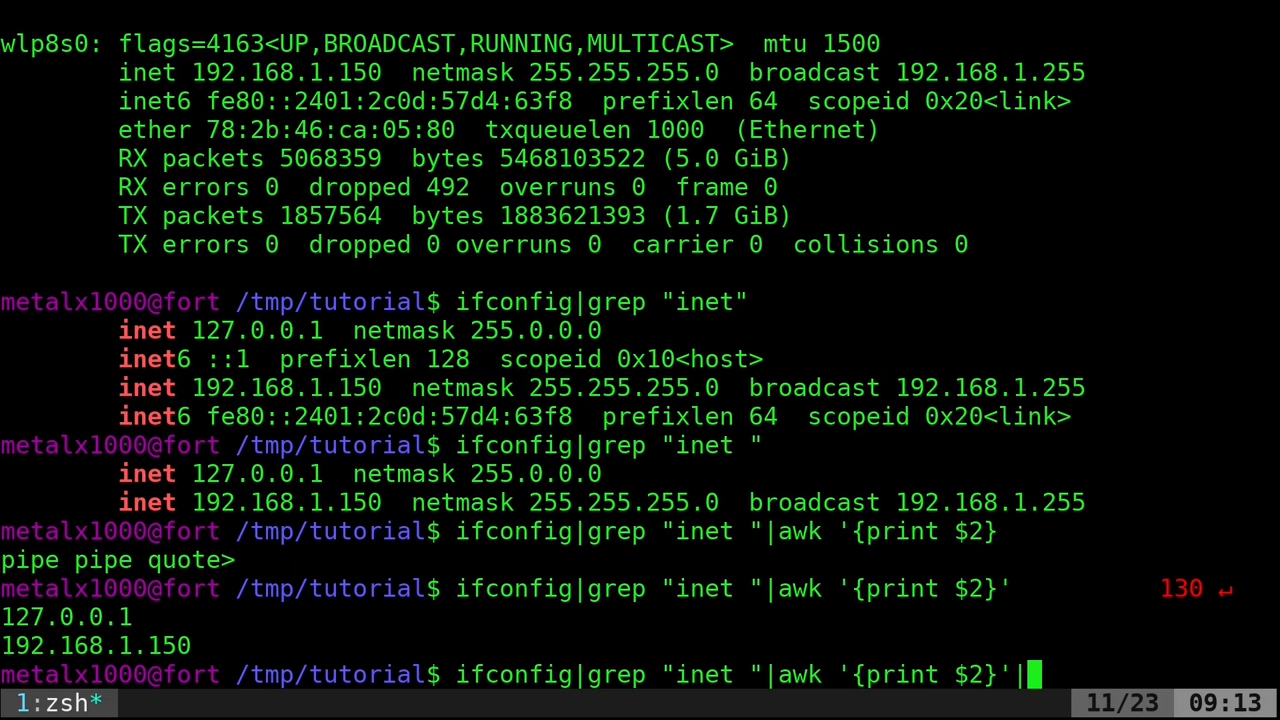 wlp8s0: flags=4163<UP,BROADCAST,RUNNING,MULTICAST>  mtu 1500
        inet 192.168.1.150  netmask 255.255.255.0  broadcast 192.168.1.255
        inet6 fe80::2401:2c0d:57d4:63f8  prefixlen 64  scopeid 0x20<link>
        ether 78:2b:46:ca:05:80  txqueuelen 1000  (Ethernet)
        RX packets 5068359  bytes 5468103522 (5.0 GiB)
        RX errors 0  dropped 492  overruns 0  frame 0
        TX packets 1857564  bytes 1883621393 (1.7 GiB)
        TX errors 0  dropped 0 overruns 0  carrier 0  collisions 0

metalx1000@fort /tmp/tutorial$ ifconfig|grep "inet"
        inet 127.0.0.1  netmask 255.0.0.0
        inet6 ::1  prefixlen 128  scopeid 0x10<host>
        inet 192.168.1.150  netmask 255.255.255.0  broadcast 192.168.1.255
        inet6 fe80::2401:2c0d:57d4:63f8  prefixlen 64  scopeid 0x20<link>
metalx1000@fort /tmp/tutorial$ ifconfig|grep "inet "
        inet 127.0.0.1  netmask 255.0.0.0
        inet 192.168.1.150  netmask 255.255.255.0  broadcast 192.168.1.255
metalx1000@fort /tmp/tutorial$ ifconfig|grep "inet "|awk '{print $2}
pipe pipe quote>
metalx1000@fort /tmp/tutorial$ ifconfig|grep "inet "|awk '{print $2}'          130 ↵
127.0.0.1
192.168.1.150
metalx1000@fort /tmp/tutorial$ ifconfig|grep "inet "|awk '{print $2}'|
1:zsh* 11/23 09:13